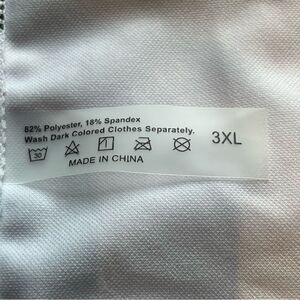 82% Polyester, 18% Spandex
Wash Dark Colored Clothes Separately.
30
3XL
MADE IN CHINA